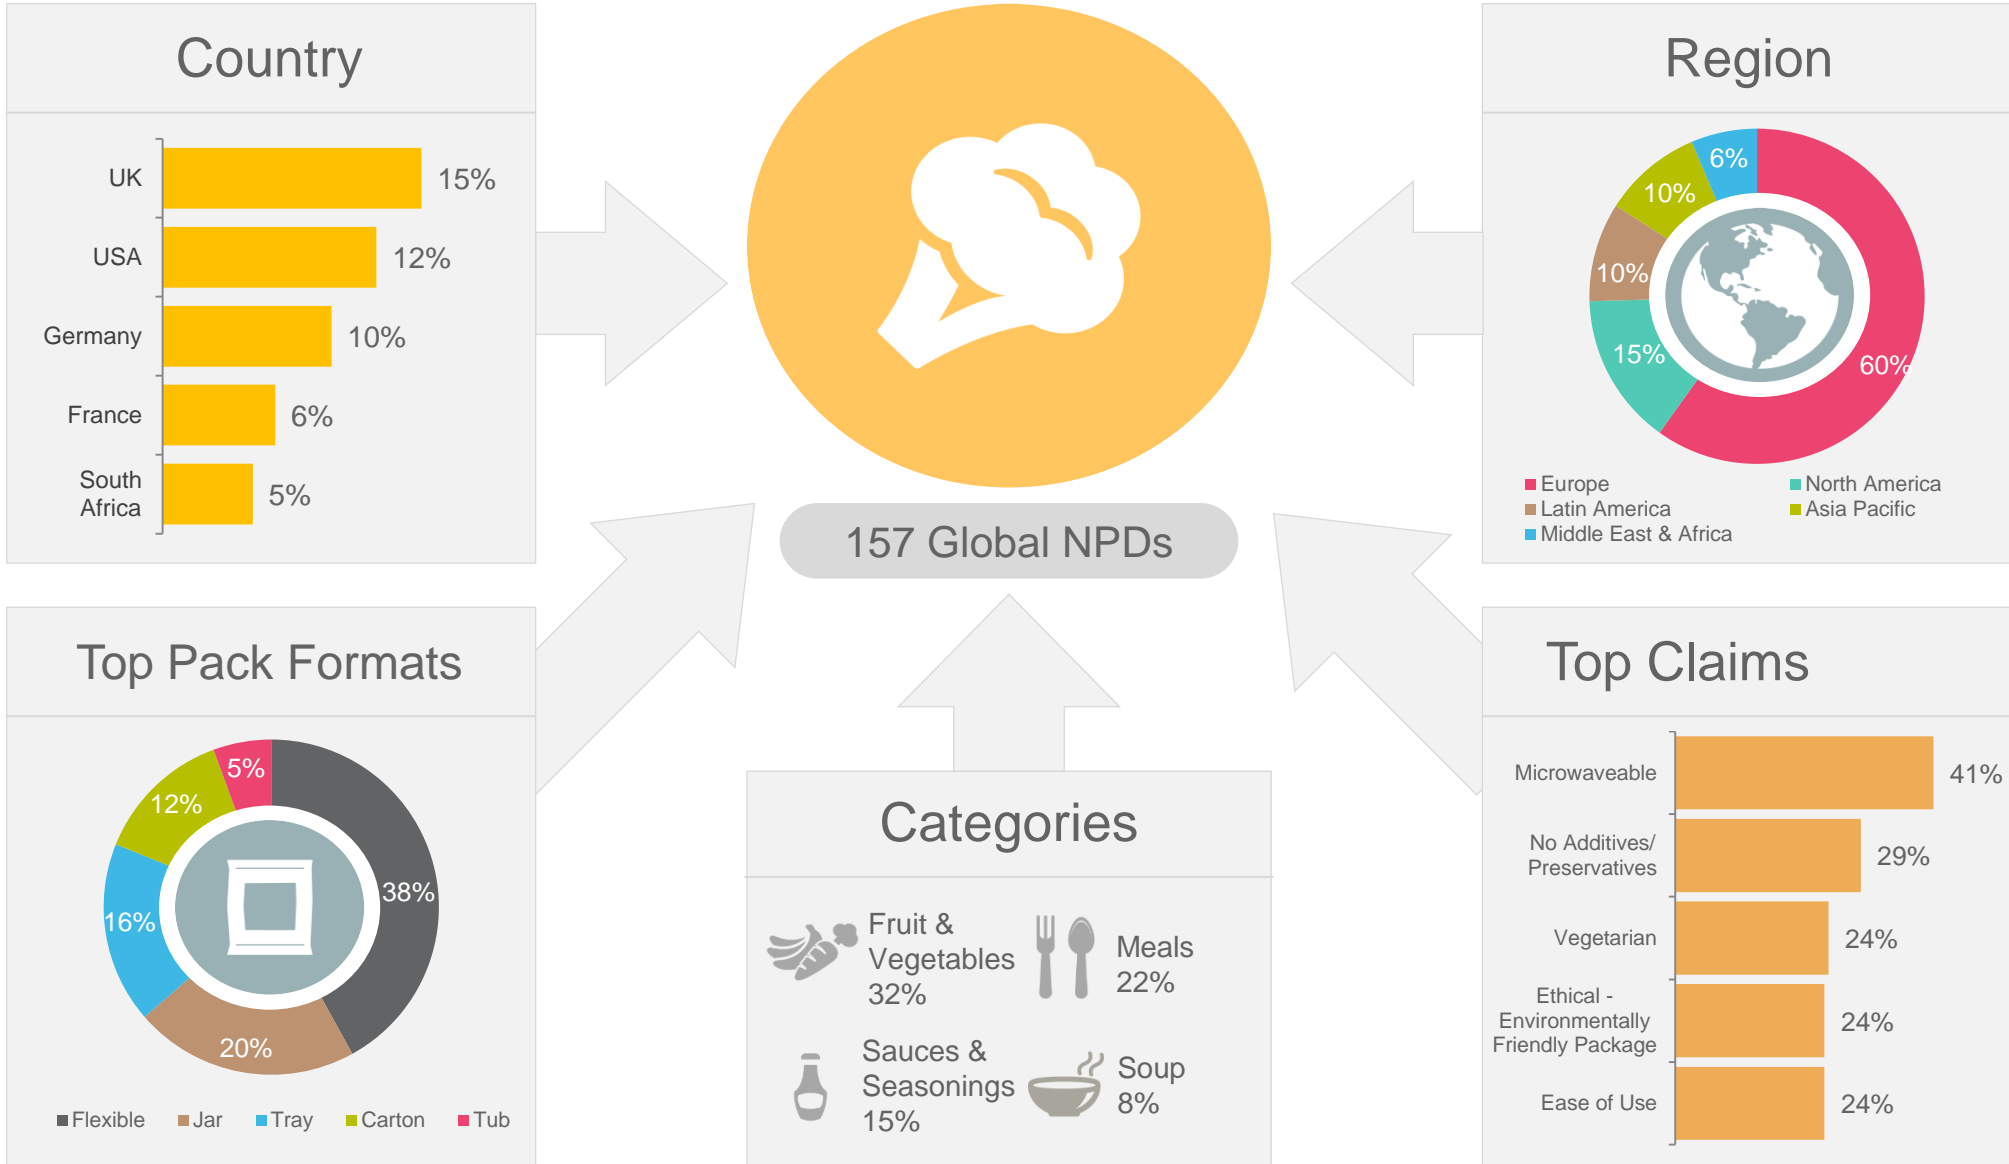 Country
UK
15%
USA
12%
Germany
10%
France
6%
South
Africa
5%
157 Global NPDs
Region
6%
10%
10%
15%
60%
Europe
North America
Latin America
Asia Pacific
Middle East & Africa
Top Pack Formats
5%
12%
38%
16%
20%
Flexible
Jar
Tray
Carton
Tub
Categories
Fruit &
Vegetables
32%
Meals
22%
Sauces &
Seasonings
15%
Soup
8%
Top Claims
Microwaveable
41%
No Additives/
Preservatives
29%
Vegetarian
24%
Ethical -
Environmentally
Friendly Package
24%
Ease of Use
24%